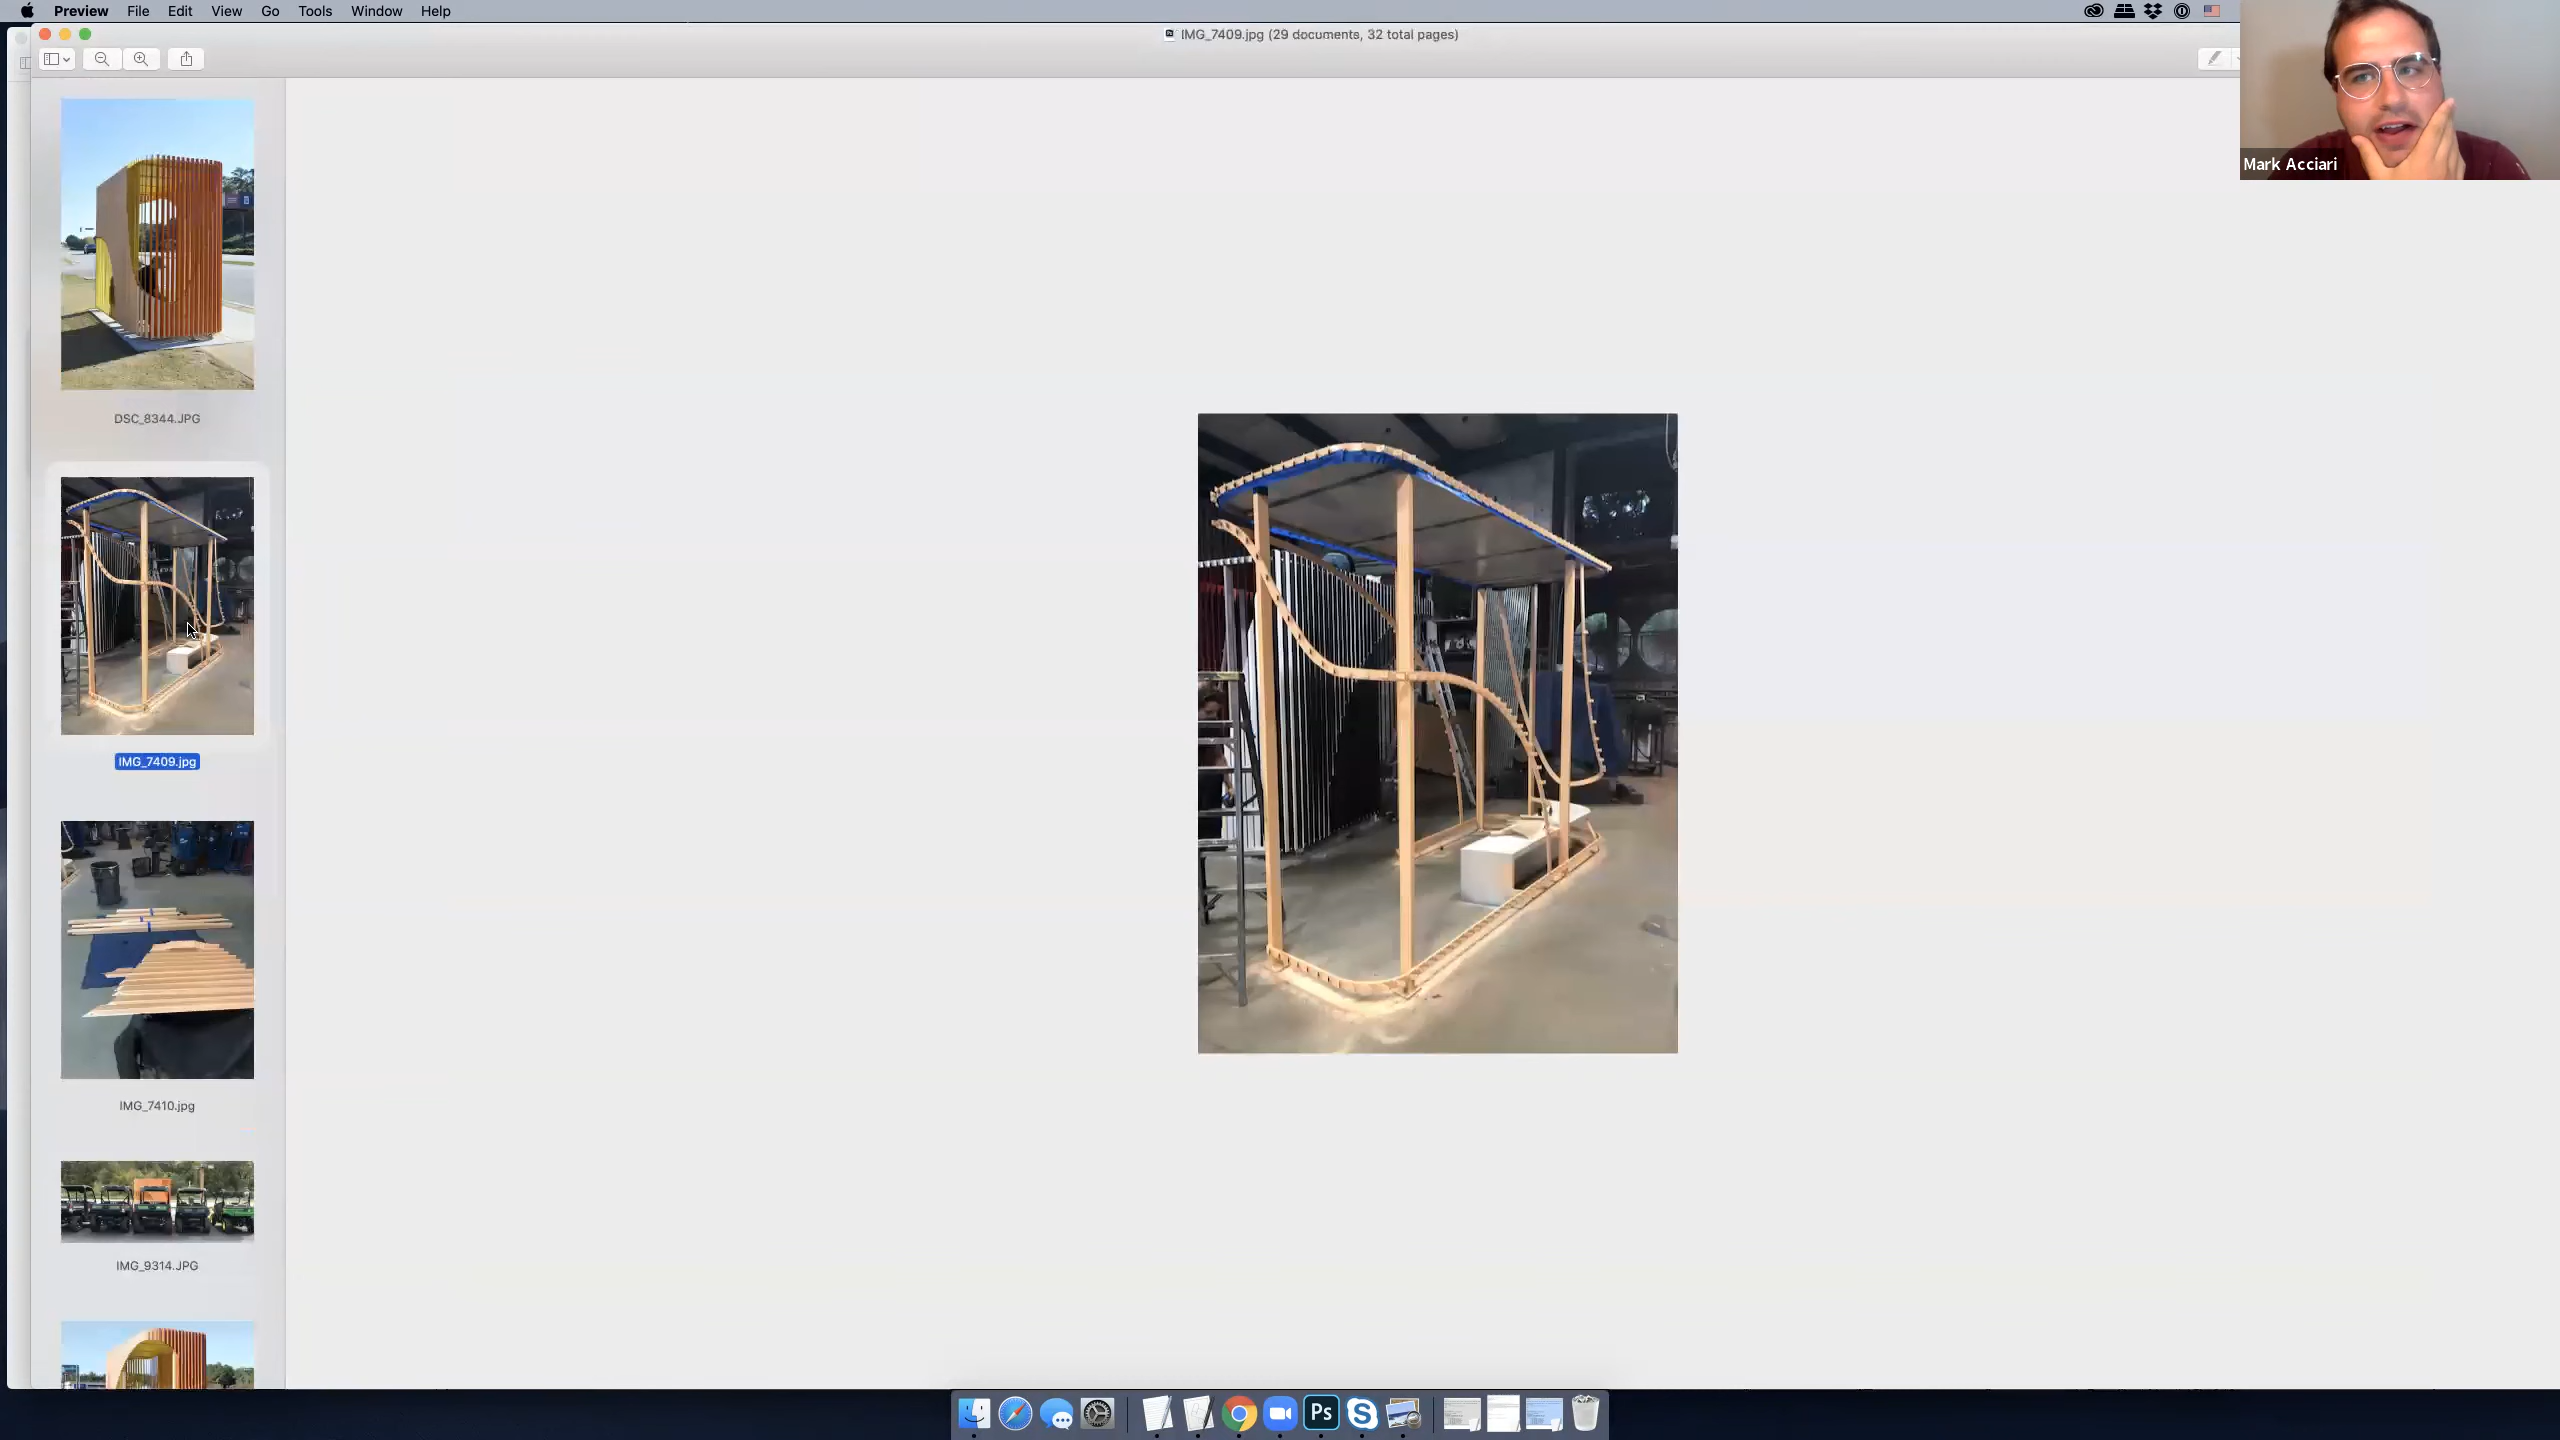 Preview File Edit View Go Tools Window Help
IMG_7409.jpg (29 documents, 32 total pages)
Mark Acciari
DSC_8344.JPG
IMG_7409.jpg
IMG_7410.jpg
IMG_9314.JPG
Ps